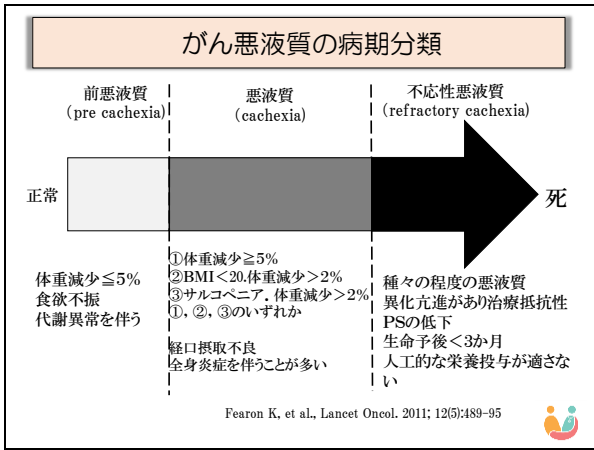 がん悪液質の病期分類
前悪液質
(pre cachexia)
悪液質
(cachexia)
不応性悪液質
(refractory cachexia)
正常
死
体重減少≦5%
食欲不振
代謝異常を伴う
①体重減少≧5%
②BMI<20.体重減少>2%
③サルコペニア．体重減少>2%
①, ②, ③のいずれか
経口摂取不良
全身炎症を伴うことが多い
種々の程度の悪液質
異化亢進があり治療抵抗性
PSの低下
生命予後<3か月
人工的な栄養投与が適さな
い
Fearon K, et al., Lancet Oncol. 2011; 12(5):489-95